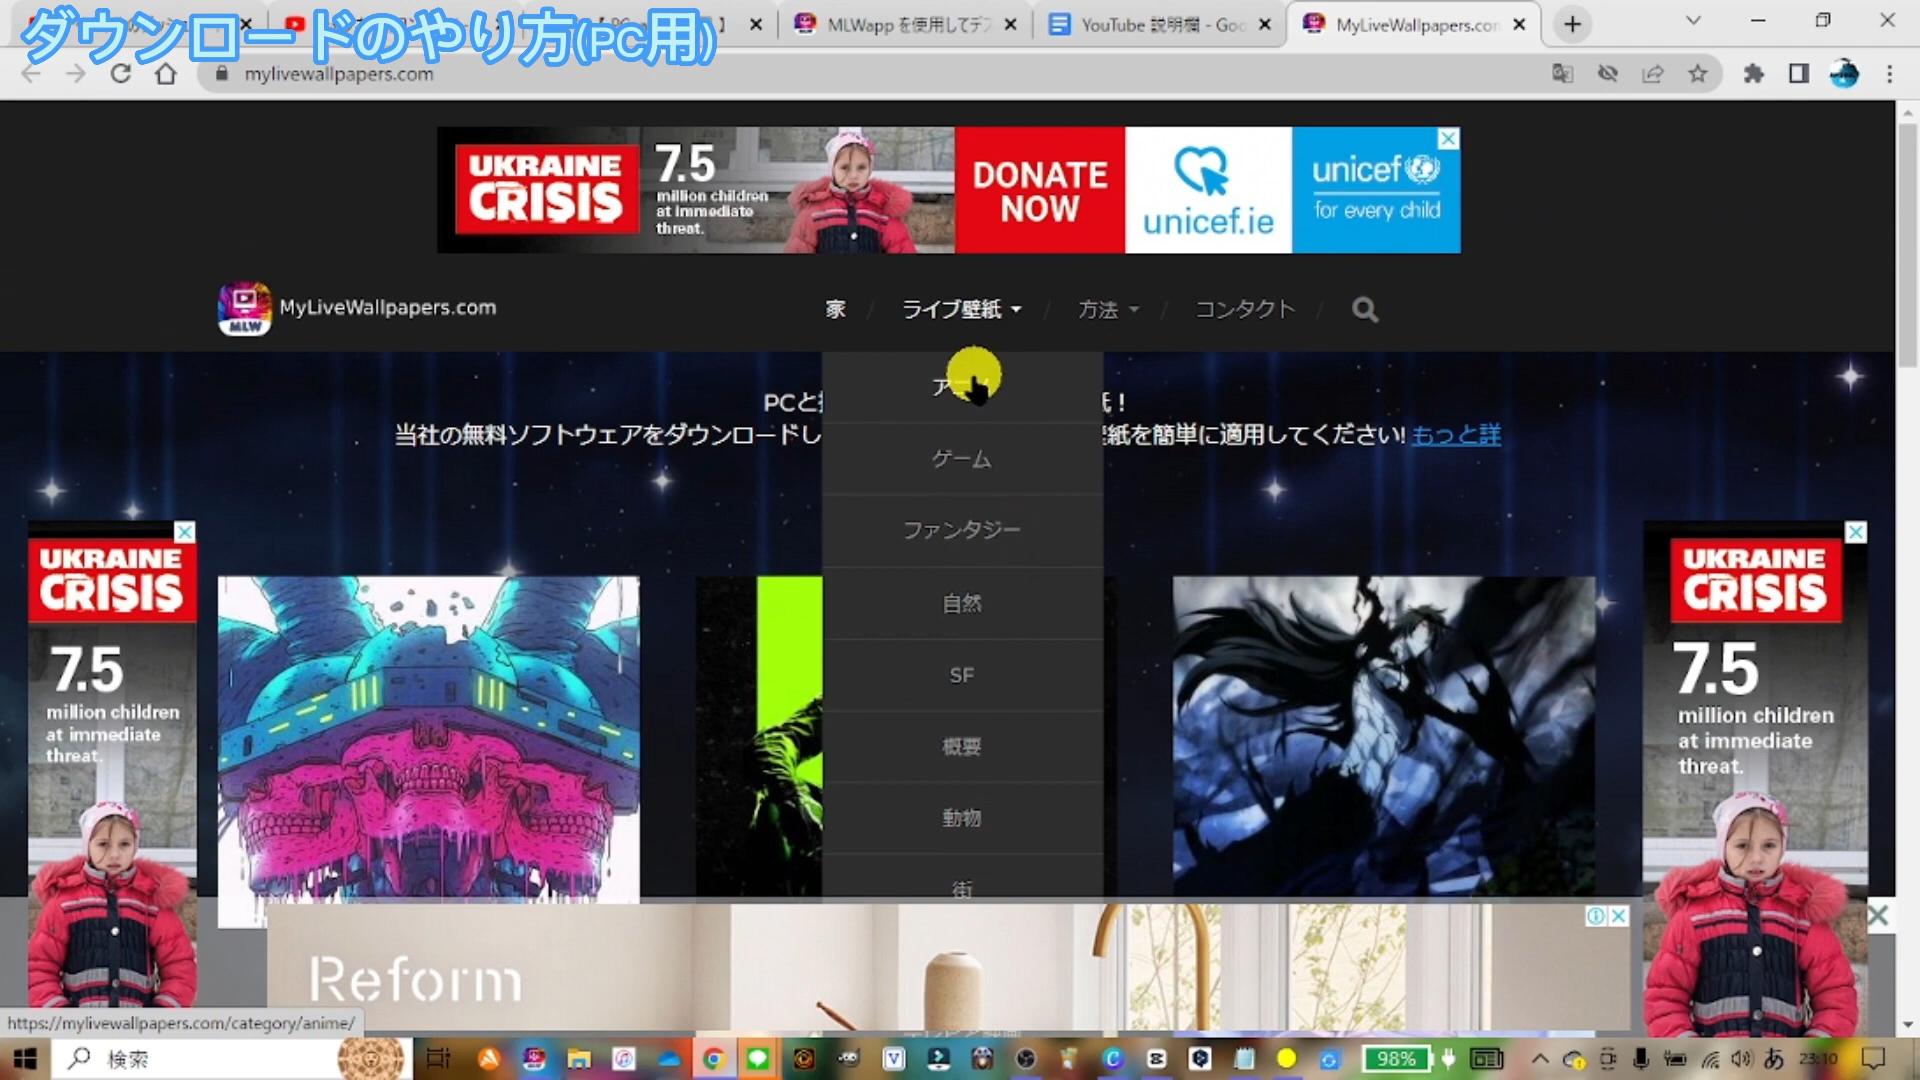 ダウンロードのやり方(PC用)
MLWapp を使用してデス
YouTube 説明欄 - Goo
MyLiveWallpapers.com
mylivewallpapers.com
UKRAINE
CRISIS
7.5
million children
at immediate
threat.
DONATE
NOW
unicef.ie
unicef
for every child
MLW
MyLiveWallpapers.com
家 / ライブ壁紙 / 方法 / コンタクト /
PCと
!
当社の無料ソフトウェアをダウンロードし
壁紙を簡単に適用してください! もっと詳
ゲーム
ファンタジー
自然
SF
概要
動物
街
UKRAINE
CRISIS
7.5
million children
at immediate
threat.
UKRAINE
CRISIS
7.5
million children
at immediate
threat.
Reform
https://mylivewallpapers.com/category/anime/
検索
98%
あ
23:10